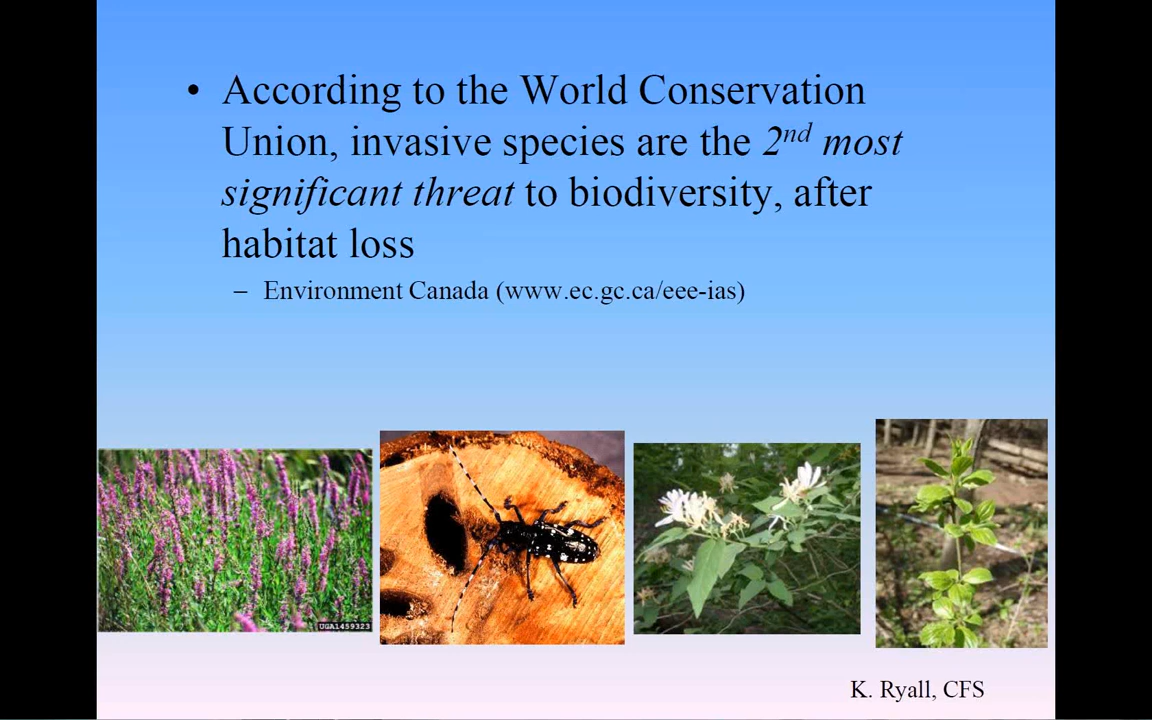 • According to the World Conservation
Union, invasive species are the 2nd most
significant threat to biodiversity, after
habitat loss
– Environment Canada (www.ec.gc.ca/eee-ias)
UGA1459323
K. Ryall, CFS